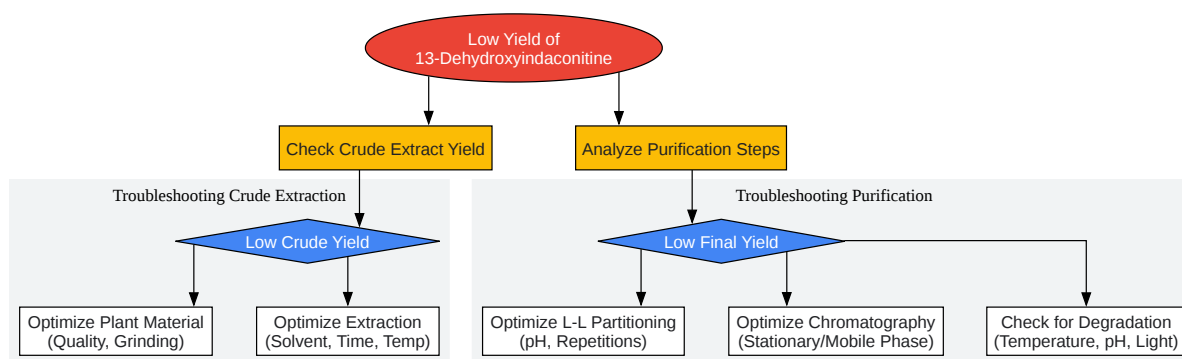 Low Yield of
13-Dehydroxyindaconitine
Check Crude Extract Yield
Analyze Purification Steps
Troubleshooting Crude Extraction
Troubleshooting Purification
Low Crude Yield
Low Final Yield
Optimize Plant Material
(Quality, Grinding)
Optimize Extraction
(Solvent, Time, Temp)
Optimize L-L Partitioning
(pH, Repetitions)
Optimize Chromatography
(Stationary/Mobile Phase)
Check for Degradation
(Temperature, pH, Light)